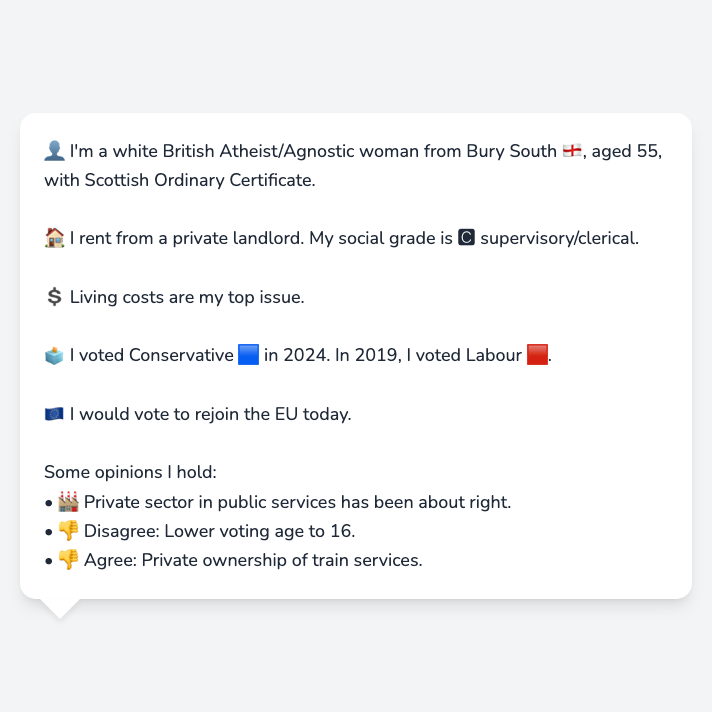 👤 I'm a white British Atheist/Agnostic woman from Bury South 🏴󠁧󠁢󠁥󠁮󠁧󠁿, aged 55,
with Scottish Ordinary Certificate.
🏠 I rent from a private landlord. My social grade is 🅲 supervisory/clerical.
💲 Living costs are my top issue.
🗳️ I voted Conservative 🟦 in 2024. In 2019, I voted Labour 🟥.
🇪🇺 I would vote to rejoin the EU today.
Some opinions I hold:
• 🏭 Private sector in public services has been about right.
• 👎 Disagree: Lower voting age to 16.
• 👎 Agree: Private ownership of train services.